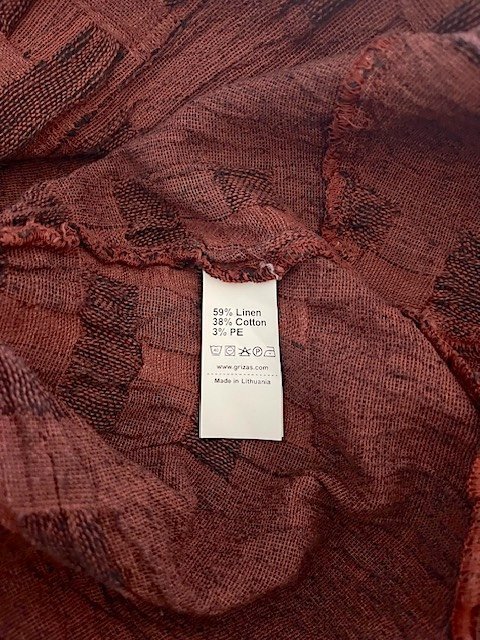 59% Linen
38% Cotton
3% PE
www.grizas.com
Made in Lithuania